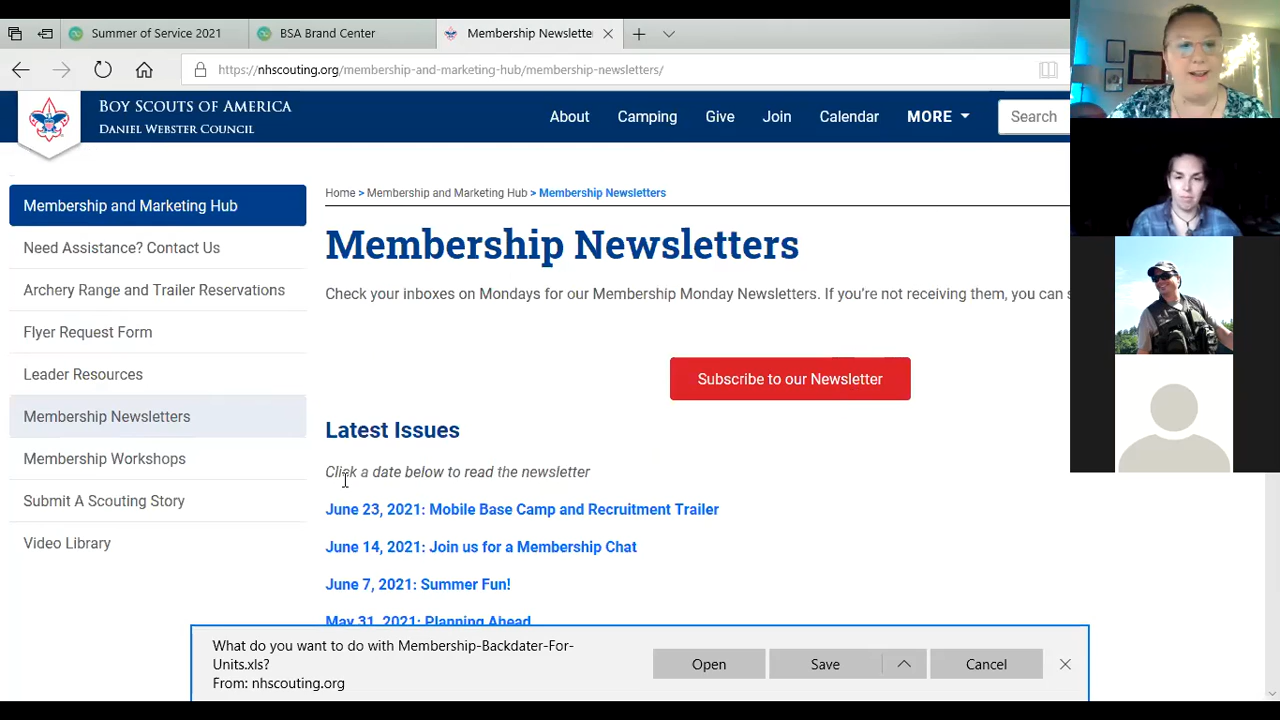 Summer of Service 2021
BSA Brand Center
Membership Newslette
https://nhscouting.org/membership-and-marketing-hub/membership-newsletters/
BOY SCOUTS OF AMERICA
DANIEL WEBSTER COUNCIL
About
Camping
Give
Join
Calendar
MORE
Search
Membership and Marketing Hub
Need Assistance? Contact Us
Archery Range and Trailer Reservations
Flyer Request Form
Leader Resources
Membership Newsletters
Membership Workshops
Submit A Scouting Story
Video Library
Home > Membership and Marketing Hub > Membership Newsletters
Membership Newsletters
Check your inboxes on Mondays for our Membership Monday Newsletters. If you're not receiving them, you can s
Subscribe to our Newsletter
Latest Issues
Click a date below to read the newsletter
June 23, 2021: Mobile Base Camp and Recruitment Trailer
June 14, 2021: Join us for a Membership Chat
June 7, 2021: Summer Fun!
May 31, 2021: Planning Ahead
What do you want to do with Membership-Backdater-For-
Units.xls?
From: nhscouting.org
Open
Save
Cancel